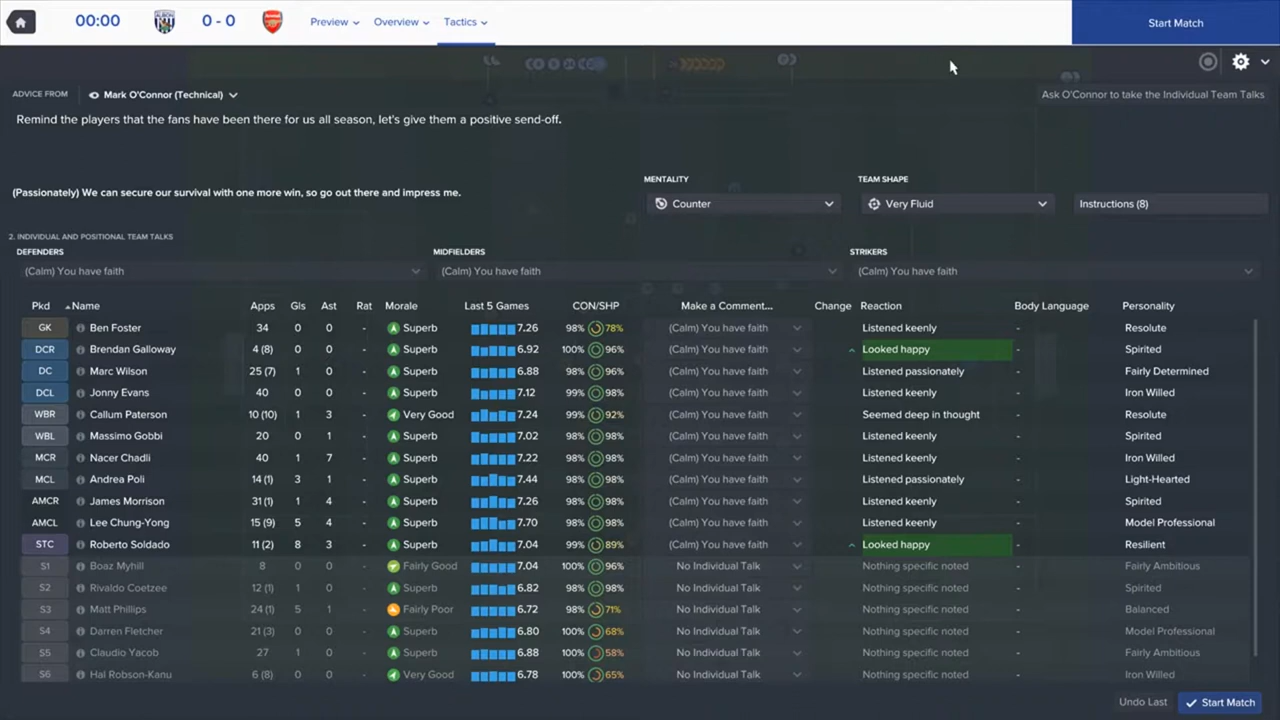 00:00 0 - 0 Preview Overview Tactics Start Match
ADVICE FROM Mark O'Connor (Technical) Ask O'Connor to take the Individual Team Talks
Remind the players that the fans have been there for us all season, let's give them a positive send-off.
MENTALITY TEAM SHAPE
(Passionately) We can secure our survival with one more win, so go out there and impress me.
Counter Very Fluid Instructions (8)
2. INDIVIDUAL AND POSITIONAL TEAM TALKS
DEFENDERS MIDFIELDERS STRIKERS
(Calm) You have faith (Calm) You have faith (Calm) You have faith
Pkd Name Apps Gls Ast Rat Morale Last 5 Games CON/SHP Make a Comment... Change Reaction Body Language Personality
GK Ben Foster 34 0 0 - Superb 7.26 98% 78% (Calm) You have faith Listened keenly - Resolute
DCR Brendan Galloway 4 (8) 0 0 - Superb 6.92 100% 96% (Calm) You have faith Looked happy - Spirited
DC Marc Wilson 25 (7) 1 0 - Superb 6.88 98% 96% (Calm) You have faith Listened passionately - Fairly Determined
DCL Jonny Evans 40 0 0 - Superb 7.12 98% 98% (Calm) You have faith Listened keenly - Iron Willed
WBR Callum Paterson 10 (10) 1 3 - Very Good 7.24 99% 92% (Calm) You have faith Seemed deep in thought - Resolute
WBL Massimo Gobbi 20 0 1 - Superb 7.02 98% 98% (Calm) You have faith Listened keenly - Spirited
MCR Nacer Chadli 40 1 7 - Superb 7.22 98% 98% (Calm) You have faith Listened keenly - Iron Willed
MCL Andrea Poli 14 (1) 3 1 - Superb 7.44 98% 98% (Calm) You have faith Listened passionately - Light-Hearted
AMCR James Morrison 31 (1) 1 4 - Superb 7.26 98% 98% (Calm) You have faith Listened keenly - Spirited
AMCL Lee Chung-Yong 15 (9) 5 4 - Superb 7.70 98% 98% (Calm) You have faith Listened keenly - Model Professional
STC Roberto Soldado 11 (2) 8 3 - Superb 7.04 99% 89% (Calm) You have faith Looked happy - Resilient
S1 Boaz Myhill 8 0 0 - Fairly Good 7.04 100% 96% No Individual Talk Nothing specific noted - Fairly Ambitious
S2 Rivaldo Coetzee 12 (1) 1 0 - Superb 6.82 100% 98% No Individual Talk Nothing specific noted - Spirited
S3 Matt Phillips 24 (1) 5 1 - Fairly Poor 6.72 98% 71% No Individual Talk Nothing specific noted - Balanced
S4 Darren Fletcher 21 (3) 0 0 - Superb 6.80 100% 68% No Individual Talk Nothing specific noted - Model Professional
S5 Claudio Yacob 27 1 0 - Superb 6.88 100% 58% No Individual Talk Nothing specific noted - Fairly Ambitious
S6 Hal Robson-Kanu 6 (8) 0 0 - Very Good 6.78 100% 65% No Individual Talk Nothing specific noted - Iron Willed
Undo Last Start Match